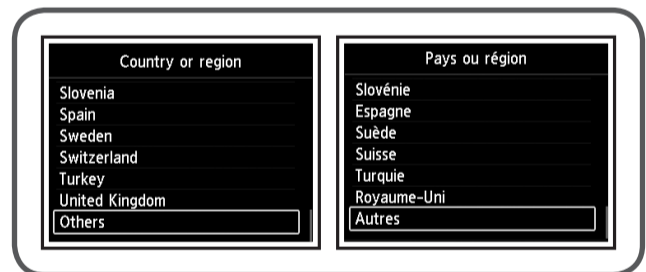 Country or region
Slovenia
Spain
Sweden
Switzerland
Turkey
United Kingdom
Others
Pays ou région
Slovénie
Espagne
Suède
Suisse
Turquie
Royaume-Uni
Autres